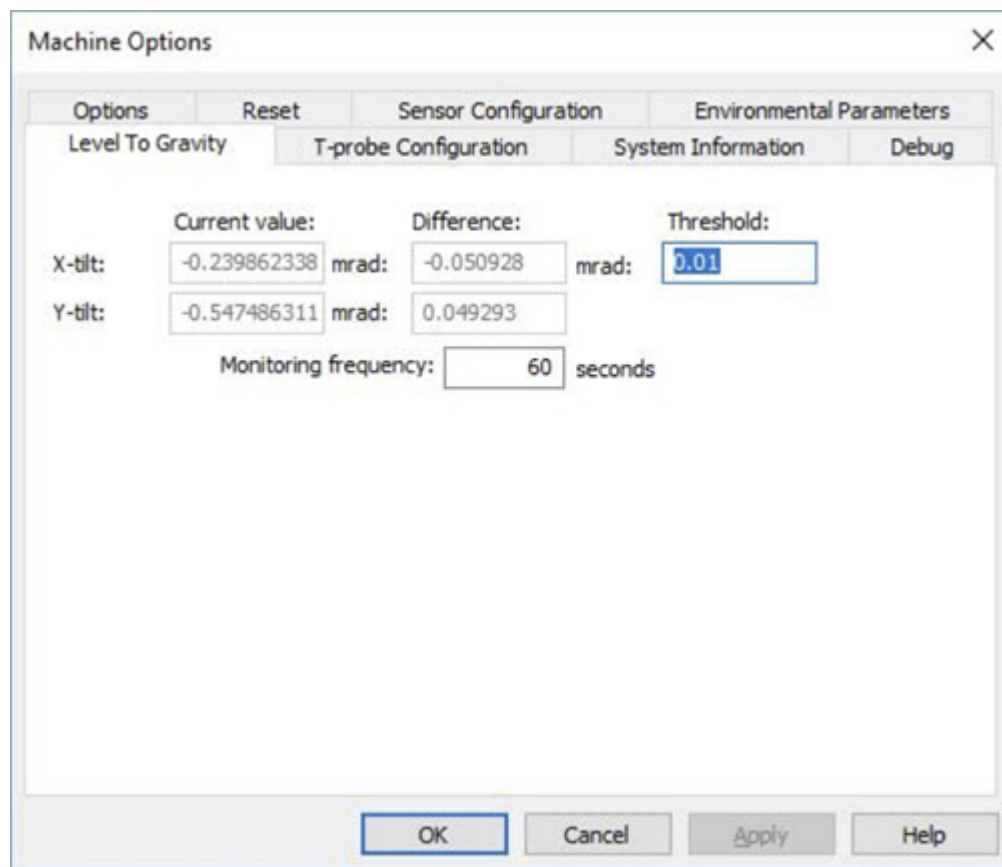 Machine Options
Options Reset Sensor Configuration Environmental Parameters
Level To Gravity T-probe Configuration System Information Debug
Current value: Difference: Threshold:
X-tilt: -0.239862338 mrad: -0.050928 mrad: 0.01
Y-tilt: -0.547486311 mrad: 0.049293
Monitoring frequency: 60 seconds
OK Cancel Apply Help